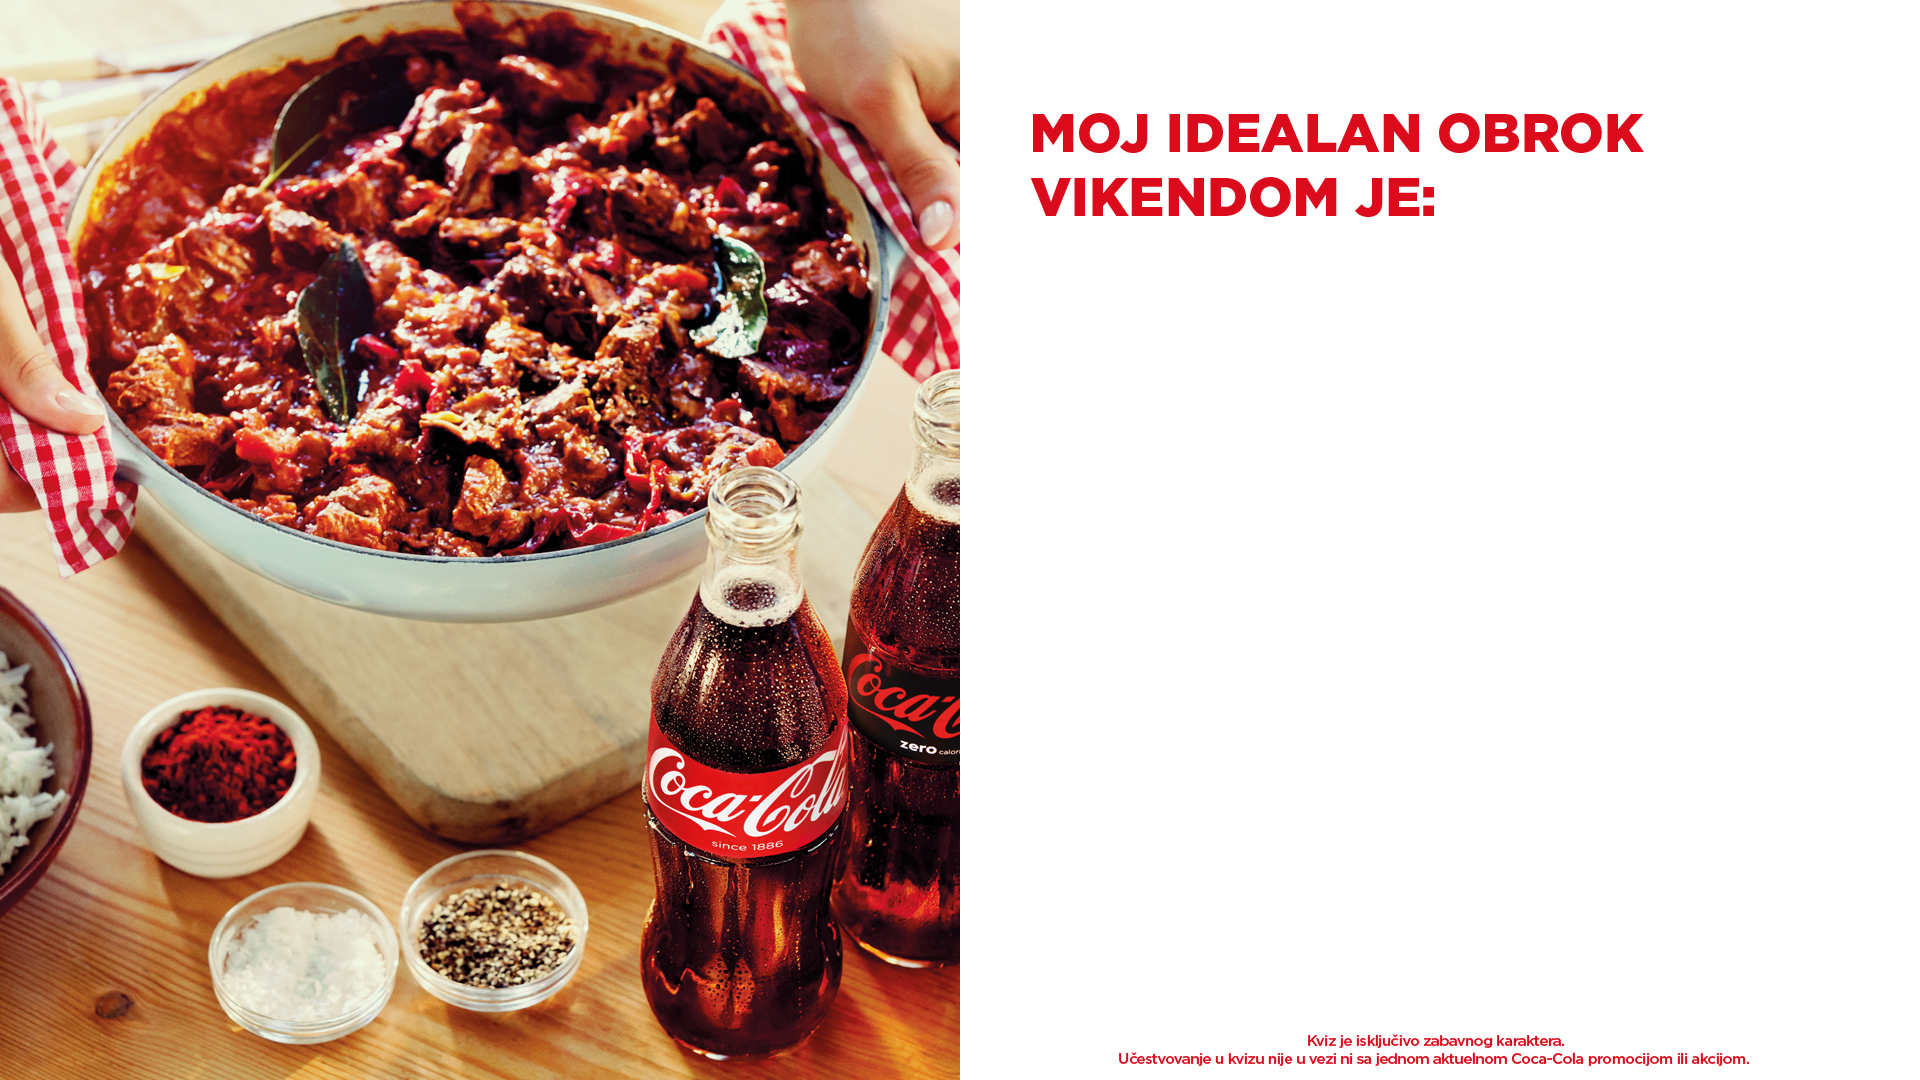 MOJ IDEALAN OBROK
VIKENDOM JE:
Coca-Cola
since 1886
Coca-C
zero calor
Kviz je isključivo zabavnog karaktera.
Učestvovanje u kvizu nije u vezi ni sa jednom aktuelnom Coca-Cola promocijom ili akcijom.